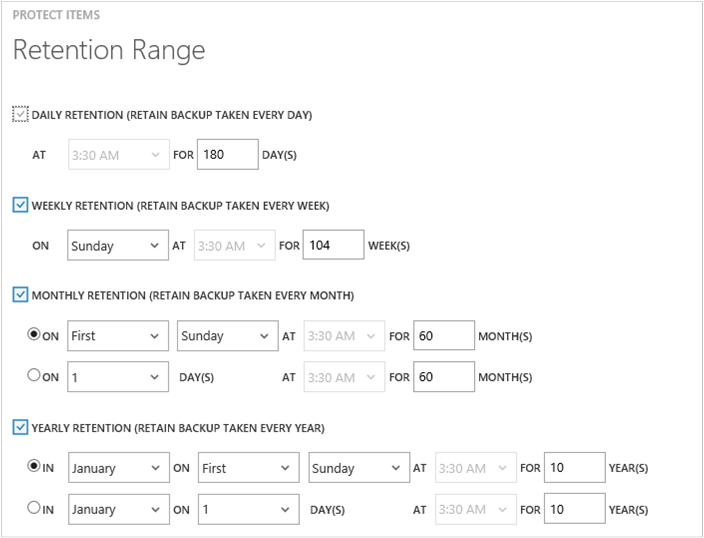 PROTECT ITEMS
Retention Range
DAILY RETENTION (RETAIN BACKUP TAKEN EVERY DAY)
AT 3:30 AM FOR 180 DAY(S)
WEEKLY RETENTION (RETAIN BACKUP TAKEN EVERY WEEK)
ON Sunday AT 3:30 AM FOR 104 WEEK(S)
MONTHLY RETENTION (RETAIN BACKUP TAKEN EVERY MONTH)
ON First Sunday AT 3:30 AM FOR 60 MONTH(S)
ON 1 DAY(S) AT 3:30 AM FOR 60 MONTH(S)
YEARLY RETENTION (RETAIN BACKUP TAKEN EVERY YEAR)
IN January ON First Sunday AT 3:30 AM FOR 10 YEAR(S)
IN January ON 1 DAY(S) AT 3:30 AM FOR 10 YEAR(S)